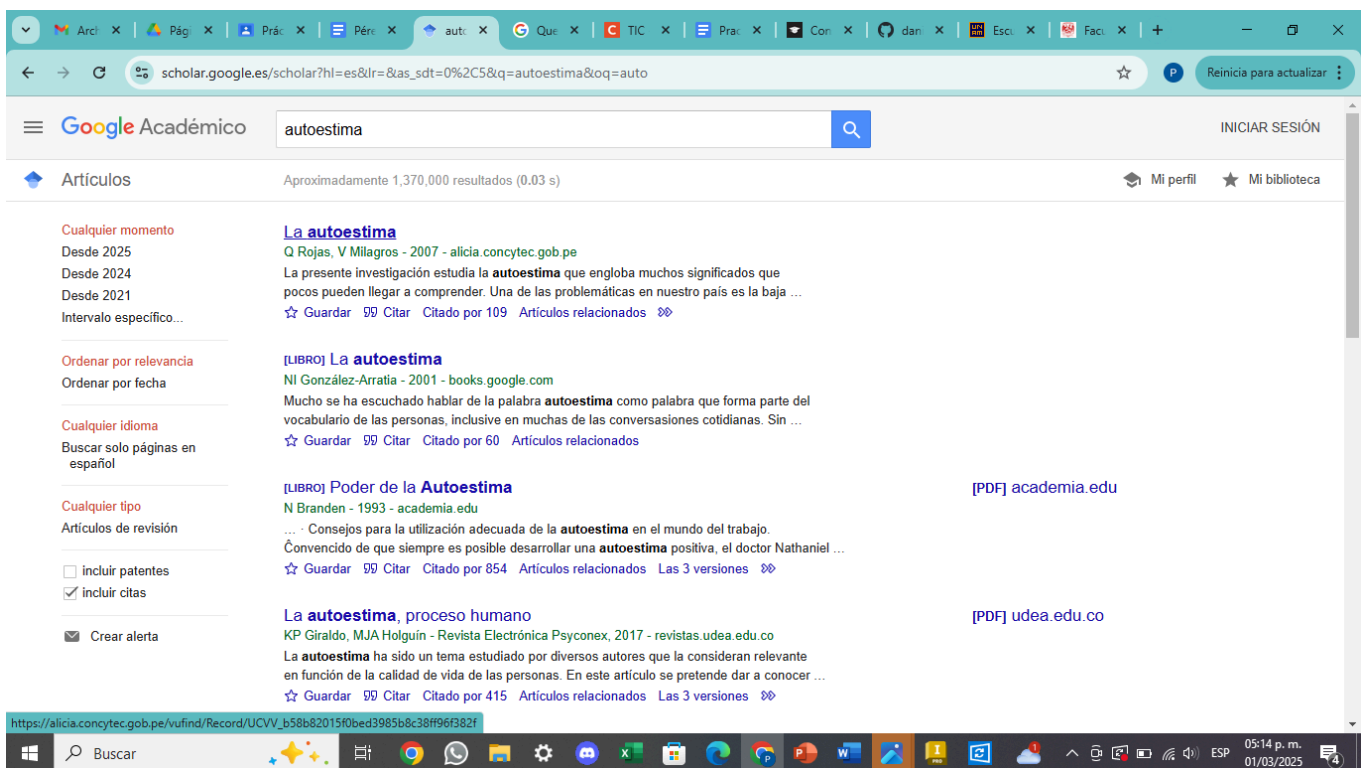 Arch
Pági
Prác
Pére
auto
Que
TIC
Prac
Con
dan
Escu
Facu
scholar.google.es/scholar?hl=es&lr=&as_sdt=0%2C5&q=autoestima&oq=auto
P
Reinicia para actualizar
Google Académico
autoestima
INICIAR SESIÓN
Artículos
Aproximadamente 1,370,000 resultados (0.03 s)
Mi perfil
Mi biblioteca
Cualquier momento
Desde 2025
Desde 2024
Desde 2021
Intervalo específico...
Ordenar por relevancia
Ordenar por fecha
Cualquier idioma
Buscar solo páginas en
español
Cualquier tipo
Artículos de revisión
incluir patentes
incluir citas
Crear alerta
La autoestima
Q Rojas, V Milagros - 2007 - alicia.concytec.gob.pe
La presente investigación estudia la autoestima que engloba muchos significados que
pocos pueden llegar a comprender. Una de las problemáticas en nuestro país es la baja ...
Guardar Citar Citado por 109 Artículos relacionados
[LIBRO] La autoestima
NI González-Arratia - 2001 - books.google.com
Mucho se ha escuchado hablar de la palabra autoestima como palabra que forma parte del
vocabulario de las personas, inclusive en muchas de las conversasiones cotidianas. Sin ...
Guardar Citar Citado por 60 Artículos relacionados
[LIBRO] Poder de la Autoestima
N Branden - 1993 - academia.edu
... · Consejos para la utilización adecuada de la autoestima en el mundo del trabajo.
Ĉonvencido de que siempre es posible desarrollar una autoestima positiva, el doctor Nathaniel ...
Guardar Citar Citado por 854 Artículos relacionados Las 3 versiones
[PDF] academia.edu
La autoestima, proceso humano
KP Giraldo, MJA Holguín - Revista Electrónica Psyconex, 2017 - revistas.udea.edu.co
La autoestima ha sido un tema estudiado por diversos autores que la consideran relevante
en función de la calidad de vida de las personas. En este artículo se pretende dar a conocer ...
Guardar Citar Citado por 415 Artículos relacionados Las 3 versiones
[PDF] udea.edu.co
https://alicia.concytec.gob.pe/vufind/Record/UCVV_b58b82015f0bed3985b8c38ff96f382f
Buscar
ESP
05:14 p. m.
01/03/2025
4